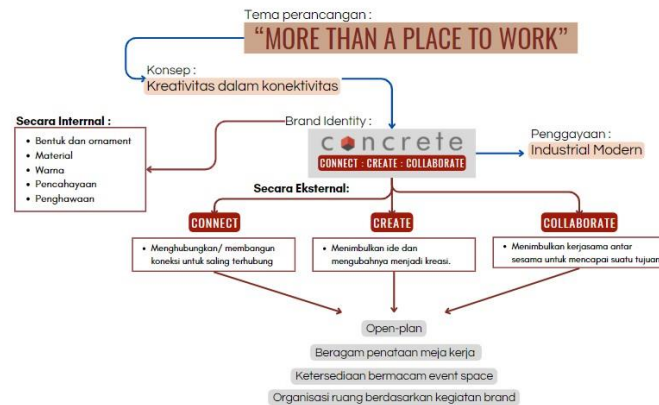 Tema perancangan :
“MORE THAN A PLACE TO WORK”
Konsep :
Kreativitas dalam konektivitas
Brand Identity :
concrete
CONNECT : CREATE : COLLABORATE
Penggayaan :
Industrial Modern
Secara Internal :
• Bentuk dan ornament
• Material
• Warna
• Pencahayaan
• Penghawaan
Secara Eksternal:
CONNECT
CREATE
COLLABORATE
• Menghubungkan/ membangun
koneksi untuk saling terhubung
• Menimbulkan ide dan
mengubahnya menjadi kreasi.
• Menimbulkan kerjasama antar
sesama untuk mencapai suatu tujuan
Open-plan
Beragam penataan meja kerja
Ketersediaan bermacam event space
Organisasi ruang berdasarkan kegiatan brand